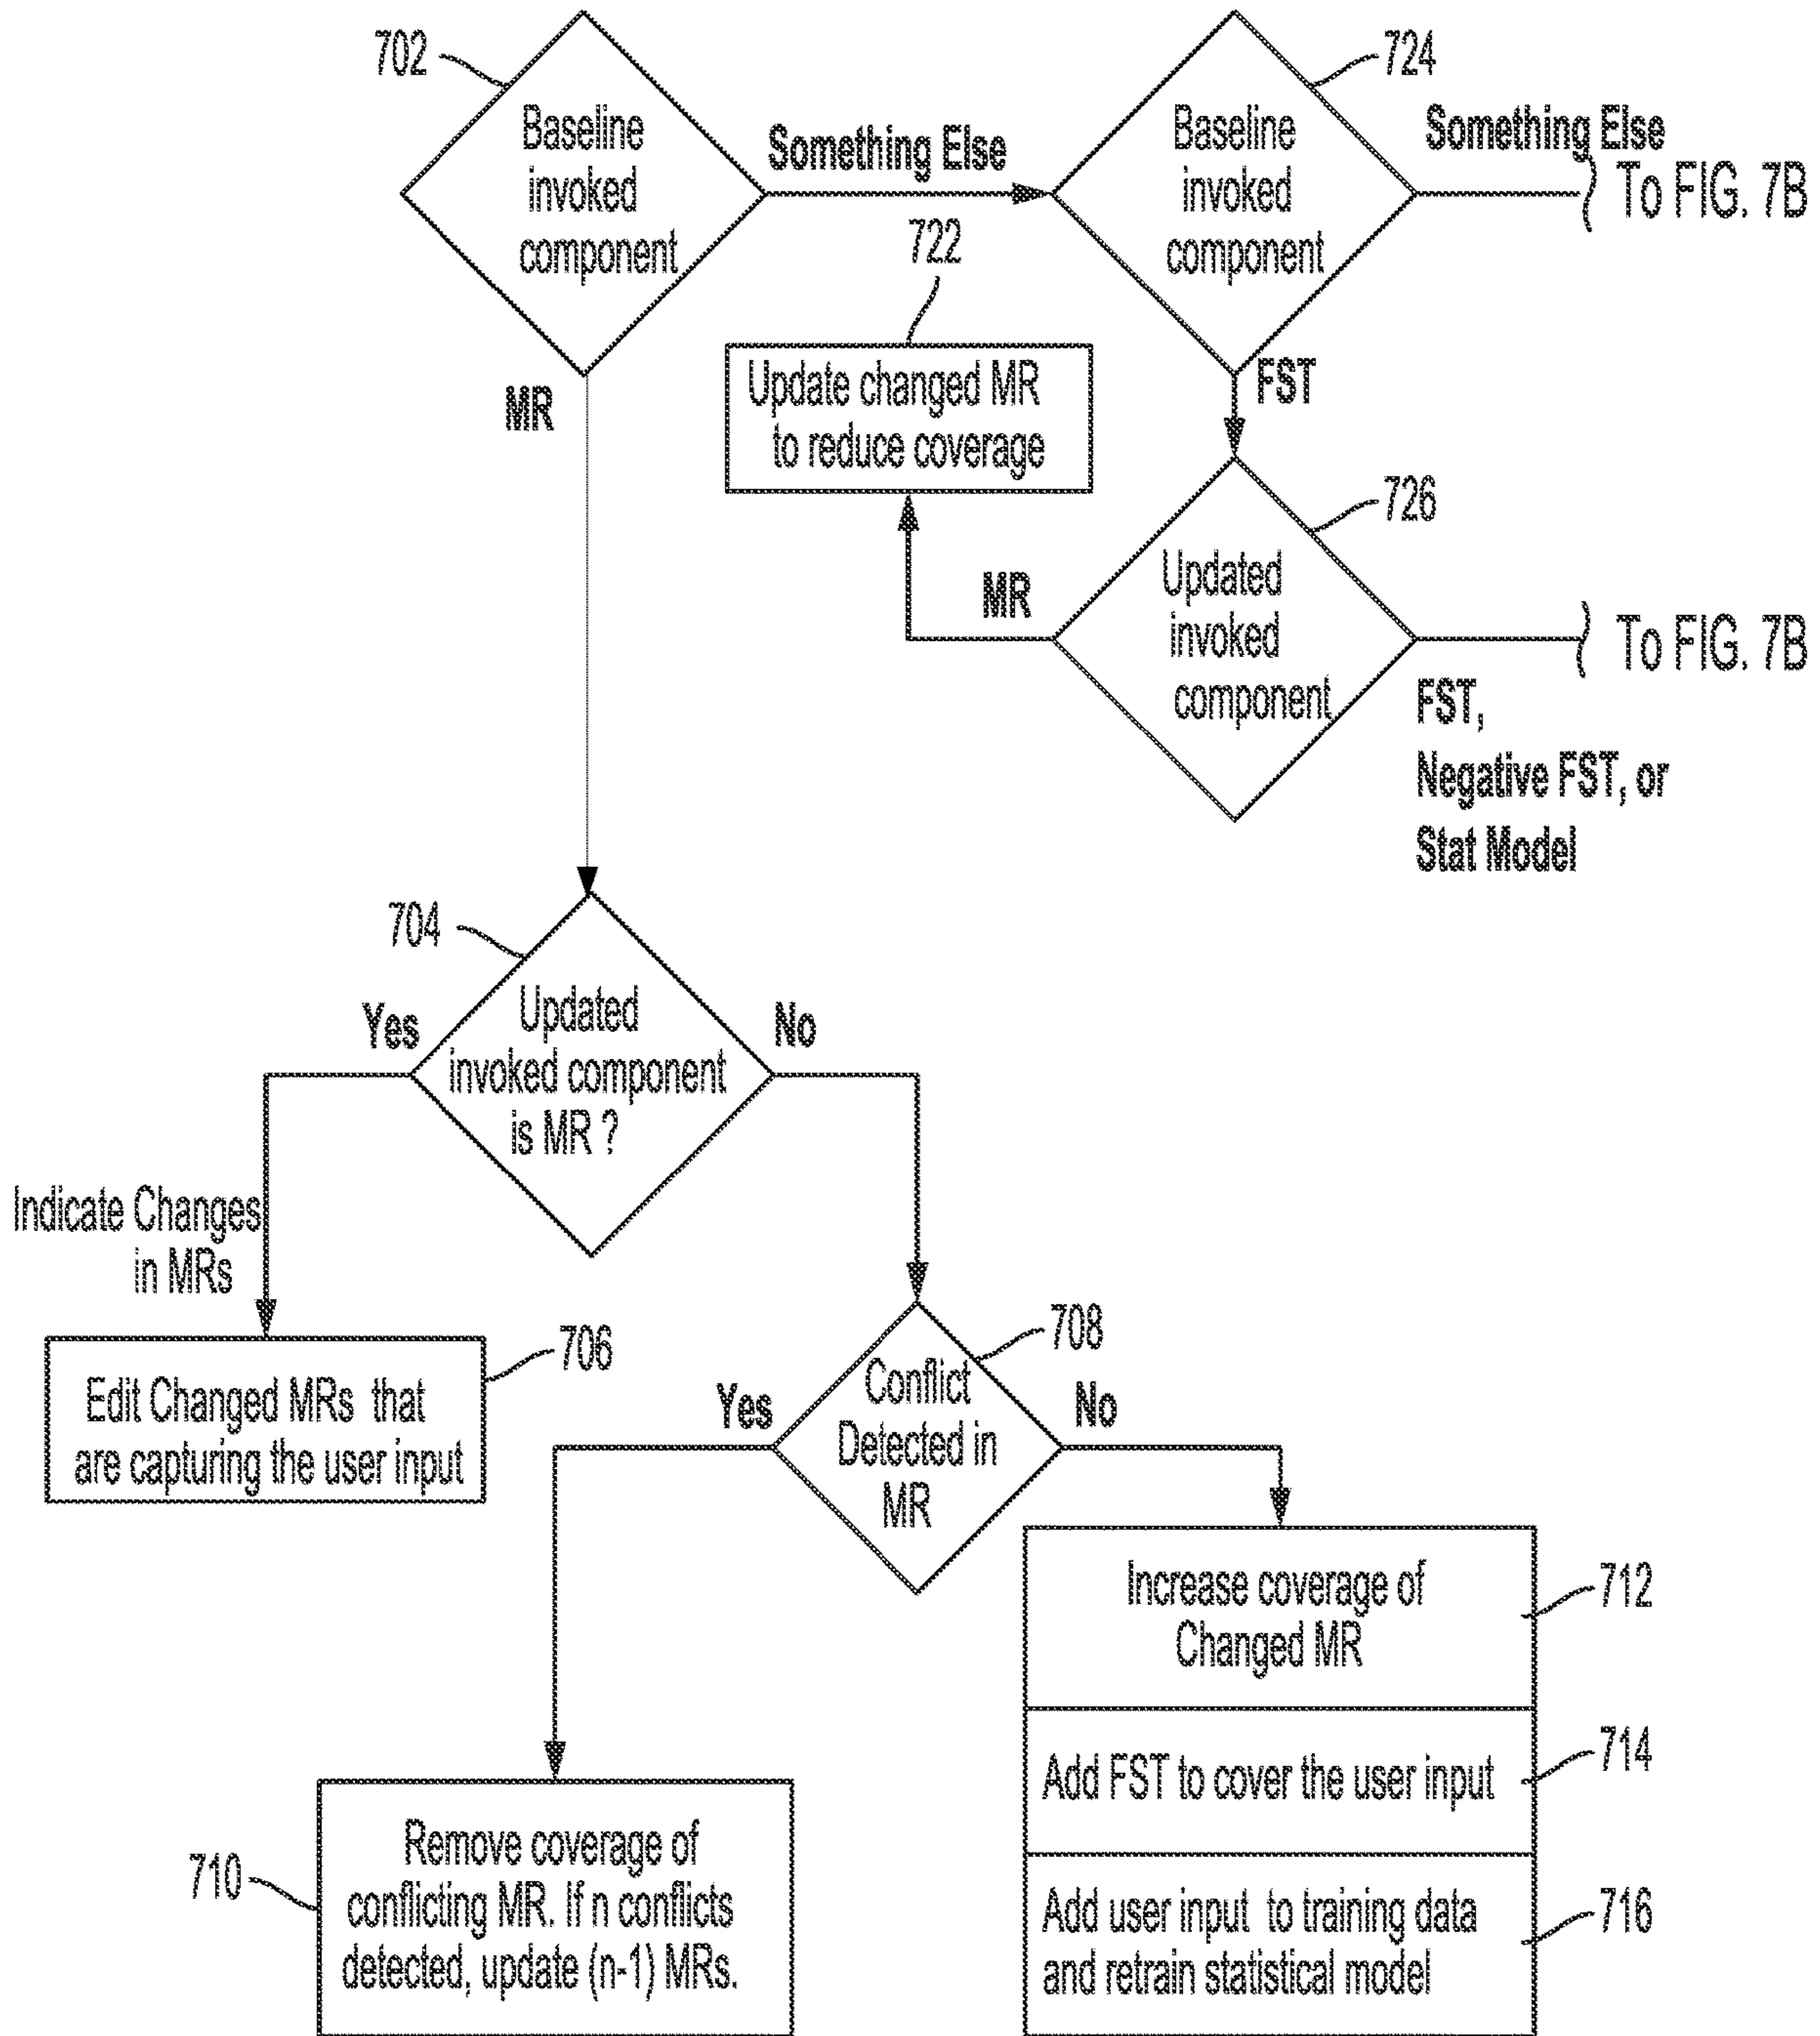 702
Baseline
invoked
component
Something Else
724
Baseline
invoked
component
Something Else
To FIG. 7B
MR
722
Update changed MR
to reduce coverage
FST
726
Updated
invoked
component
MR
To FIG. 7B
FST,
Negative FST, or
Stat Model
704
Updated
invoked component
is MR ?
Yes
No
Indicate Changes
in MRs
706
Edit Changed MRs that
are capturing the user input
708
Conflict
Detected in
MR
Yes
No
710
Remove coverage of
conflicting MR. If n conflicts
detected, update (n-1) MRs.
Increase coverage of
Changed MR
712
Add FST to cover the user input
714
Add user input to training data
and retrain statistical model
716